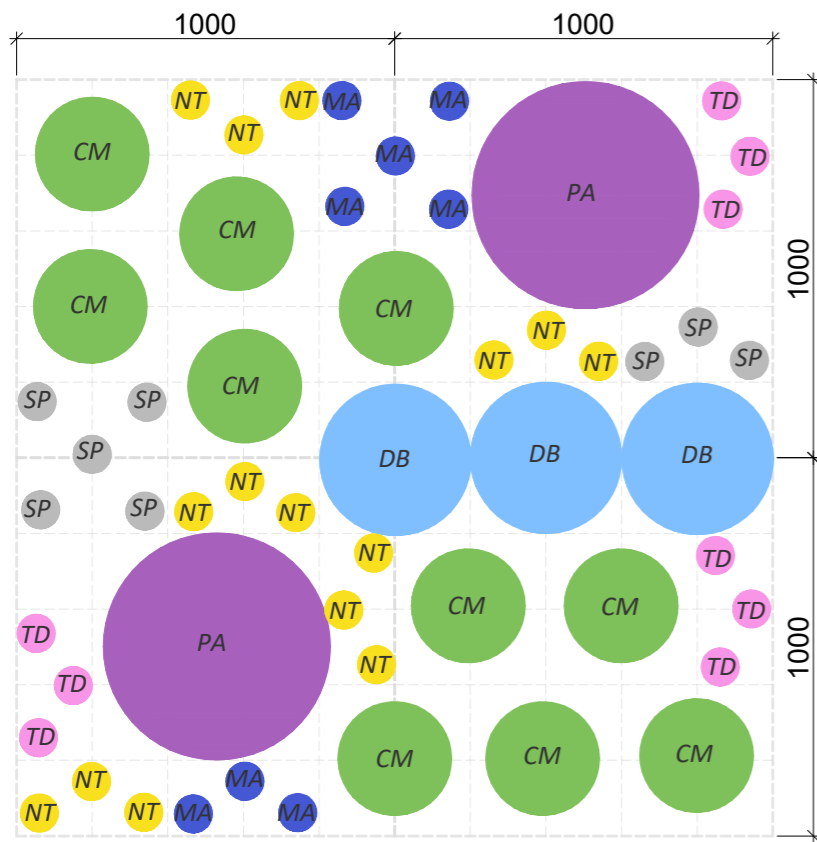 1000 1000
NT NT MA MA TD
NT
CM MA TD
PA
MA MA TD
CM
CM CM 1000
NT SP
NT NT SP SP
CM
SP SP
SP DB DB DB
NT
SP SP NT NT
NT TD
CM CM
NT TD
TD
PA
NT TD
TD
TD CM CM CM 1000
NT MA
NT NT MA MA